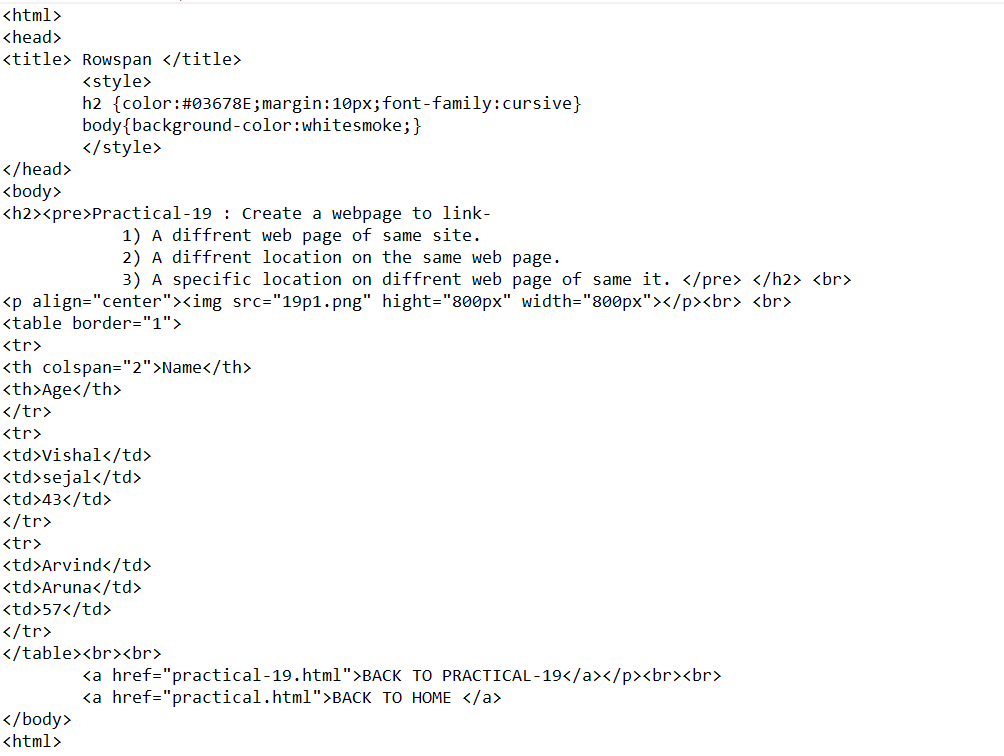 <html>
<head>
<title> Rowspan </title>
        <style>
        h2 {color:#03678E;margin:10px;font-family:cursive}
        body{background-color:whitesmoke;}
        </style>
</head>
<body>
<h2><pre>Practical-19 : Create a webpage to link-
            1) A diffrent web page of same site.
            2) A diffrent location on the same web page.
            3) A specific location on diffrent web page of same it. </pre> </h2> <br>
<p align="center"><img src="19p1.png" hight="800px" width="800px"></p><br> <br>
<table border="1">
<tr>
<th colspan="2">Name</th>
<th>Age</th>
</tr>
<tr>
<td>Vishal</td>
<td>sejal</td>
<td>43</td>
</tr>
<tr>
<td>Arvind</td>
<td>Aruna</td>
<td>57</td>
</tr>
</table><br><br>
        <a href="practical-19.html">BACK TO PRACTICAL-19</a></p><br><br>
        <a href="practical.html">BACK TO HOME </a>
</body>
<html>